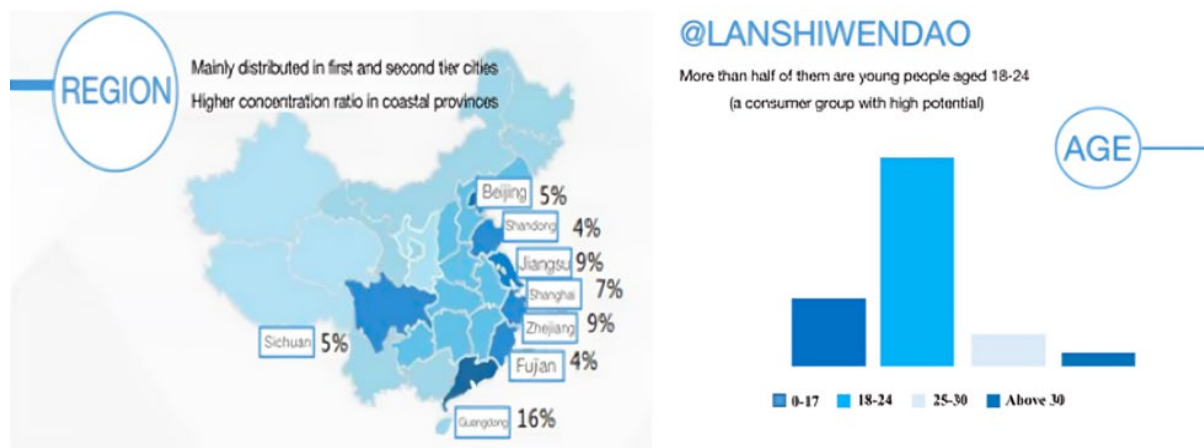 REGION
Mainly distributed in first and second tier cities
Higher concentration ratio in coastal provinces
Beijing 5%
Shandong 4%
Jiangsu 9%
Shanghai 7%
Zhejiang 9%
Sichuan 5%
Fujian 4%
Guangdong 16%
@LANSHIWENDAO
More than half of them are young people aged 18-24
(a consumer group with high potential)
AGE
0-17 18-24 25-30 Above 30